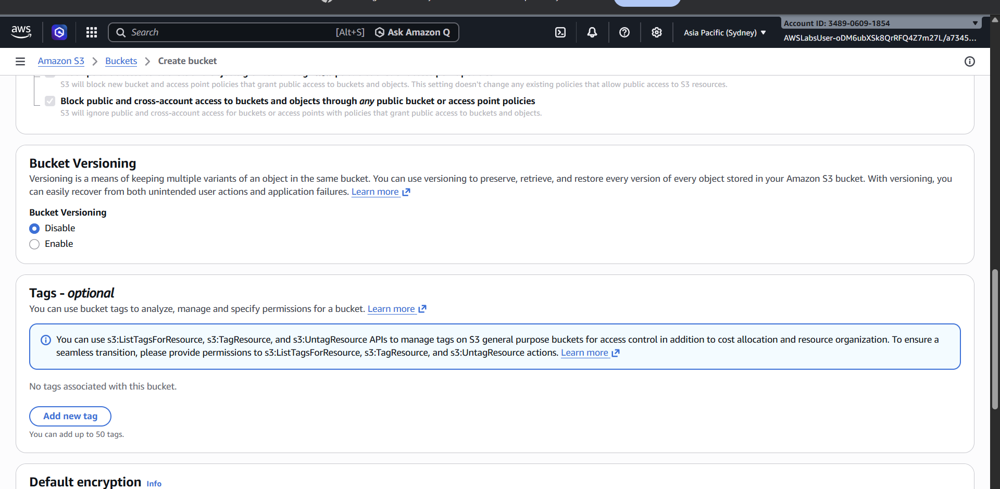 aws
Search
[Alt+S]
Ask Amazon Q
Asia Pacific (Sydney)
Account ID: 3489-0609-1854
AWSLabsUser-oDM6ubXSk8QrRFQ4Z7m27L/a7345...
Amazon S3
Buckets
Create bucket
S3 will block new bucket and access point policies that grant public access to buckets and objects. This setting doesn't change any existing policies that allow public access to S3 resources.
Block public and cross-account access to buckets and objects through any public bucket or access point policies
S3 will ignore public and cross-account access for buckets or access points with policies that grant public access to buckets and objects.
Bucket Versioning
Versioning is a means of keeping multiple variants of an object in the same bucket. You can use versioning to preserve, retrieve, and restore every version of every object stored in your Amazon S3 bucket. With versioning, you
can easily recover from both unintended user actions and application failures. Learn more
Bucket Versioning
Disable
Enable
Tags - optional
You can use bucket tags to analyze, manage and specify permissions for a bucket. Learn more
You can use s3:ListTagsForResource, s3:TagResource, and s3:UntagResource APIs to manage tags on S3 general purpose buckets for access control in addition to cost allocation and resource organization. To ensure a
seamless transition, please provide permissions to s3:ListTagsForResource, s3:TagResource, and s3:UntagResource actions. Learn more
No tags associated with this bucket.
Add new tag
You can add up to 50 tags.
Default encryption Info